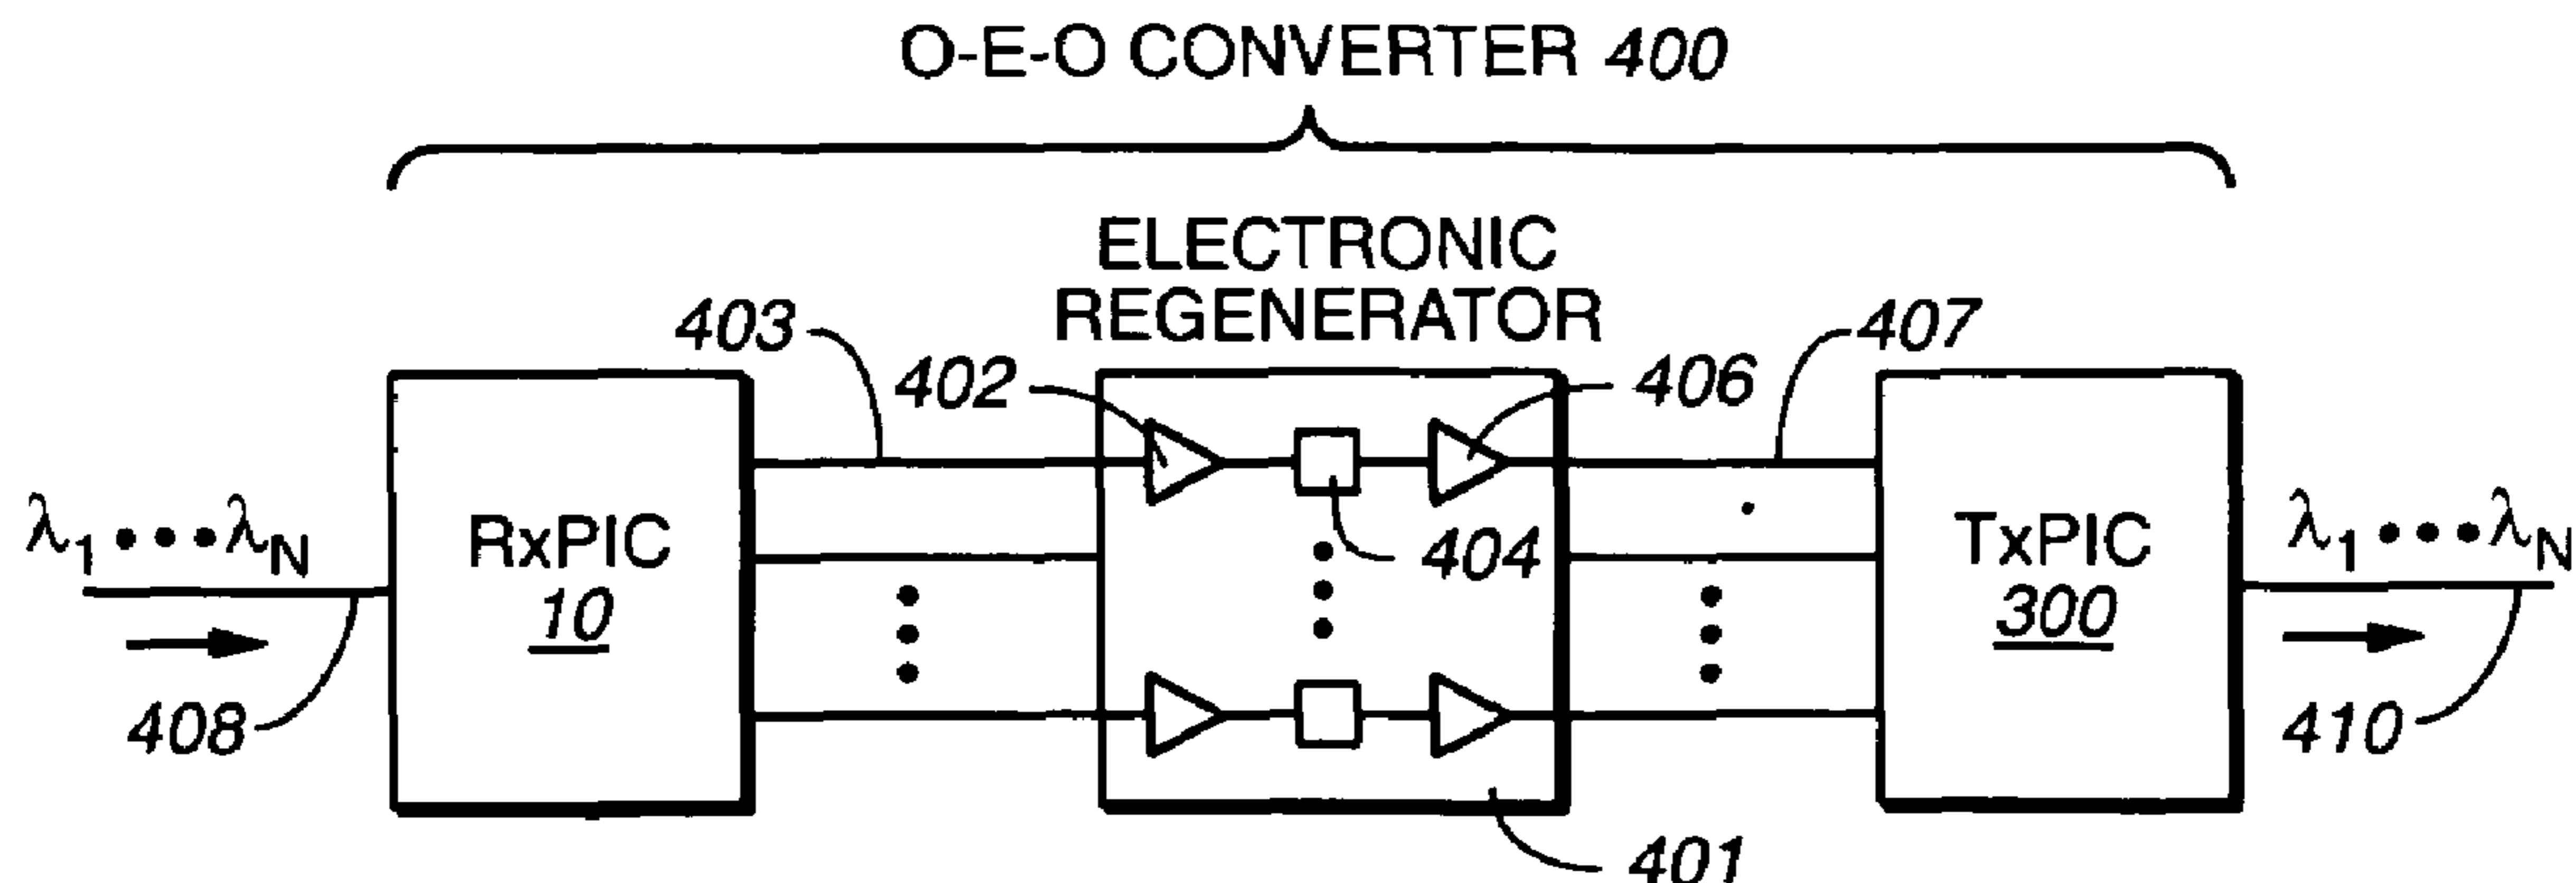 O-E-O CONVERTER 400
ELECTRONIC
REGENERATOR
403
402
406
407
λ1•••λN
RxPIC
10
404
TxPIC
300
λ1•••λN
408
410
401